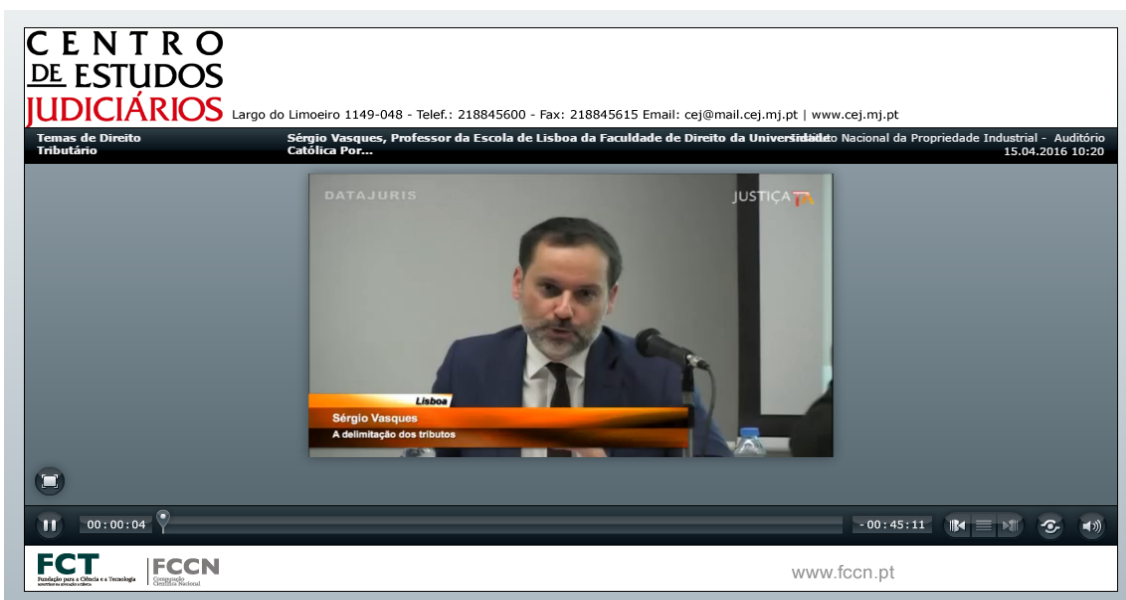 CENTRO
DE ESTUDOS
JUDICIÁRIOS
Largo do Limoeiro 1149-048 - Telef.: 218845600 - Fax: 218845615 Email: cej@mail.cej.mj.pt | www.cej.mj.pt
Temas de Direito
Tributário
Sérgio Vasques, Professor da Escola de Lisboa da Faculdade de Direito da Universidade
Católica Por...
Nacional da Propriedade Industrial - Auditório
15.04.2016 10:20
DATAJURIS
JUSTIÇA
Lisboa
Sérgio Vasques
A delimitação dos tributos
00:00:04
- 00:45:11
FCT
Fundação para a Ciência e a Tecnologia
FCCN
Computação
Científica Nacional
www.fccn.pt